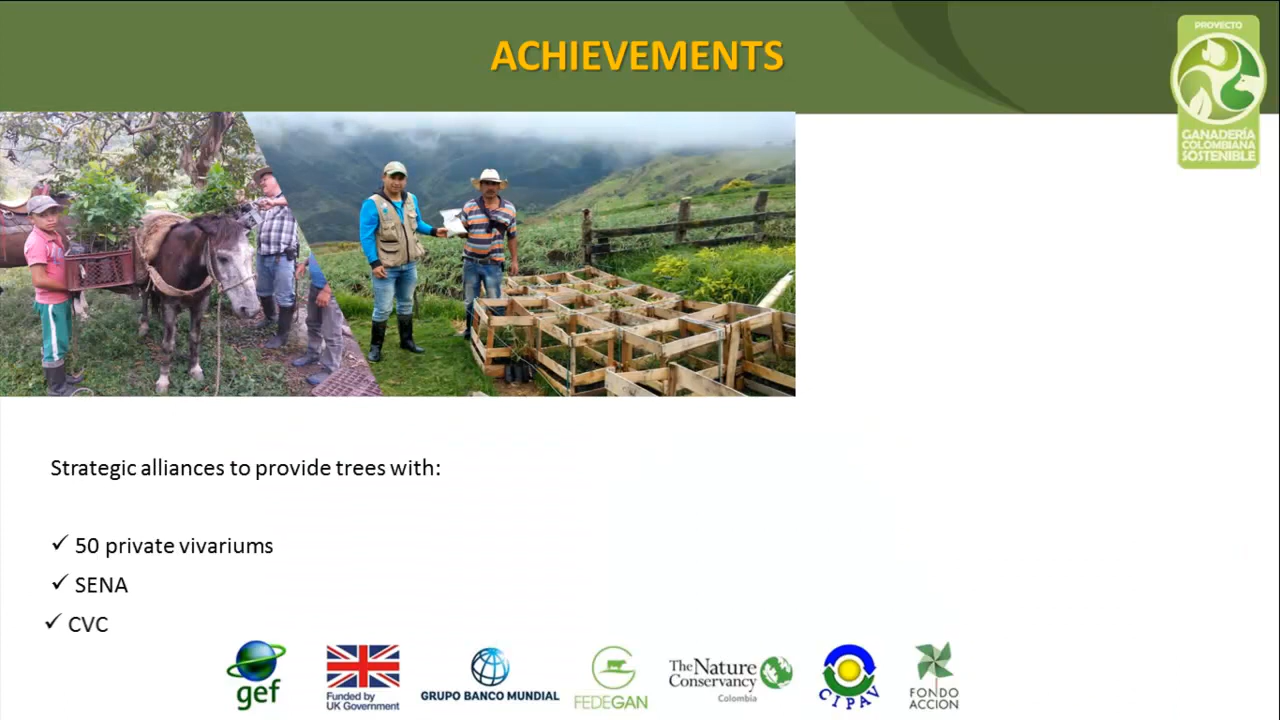 ACHIEVEMENTS
PROYECTO
GANADERÍA
COLOMBIANA
SOSTENIBLE
Strategic alliances to provide trees with:
✓ 50 private vivariums
✓ SENA
✓ CVC
gef
Funded by
UK Government
GRUPO BANCO MUNDIAL
FEDEGAN
The Nature
Conservancy
Colombia
CIPAV
FONDO
ACCIÓN